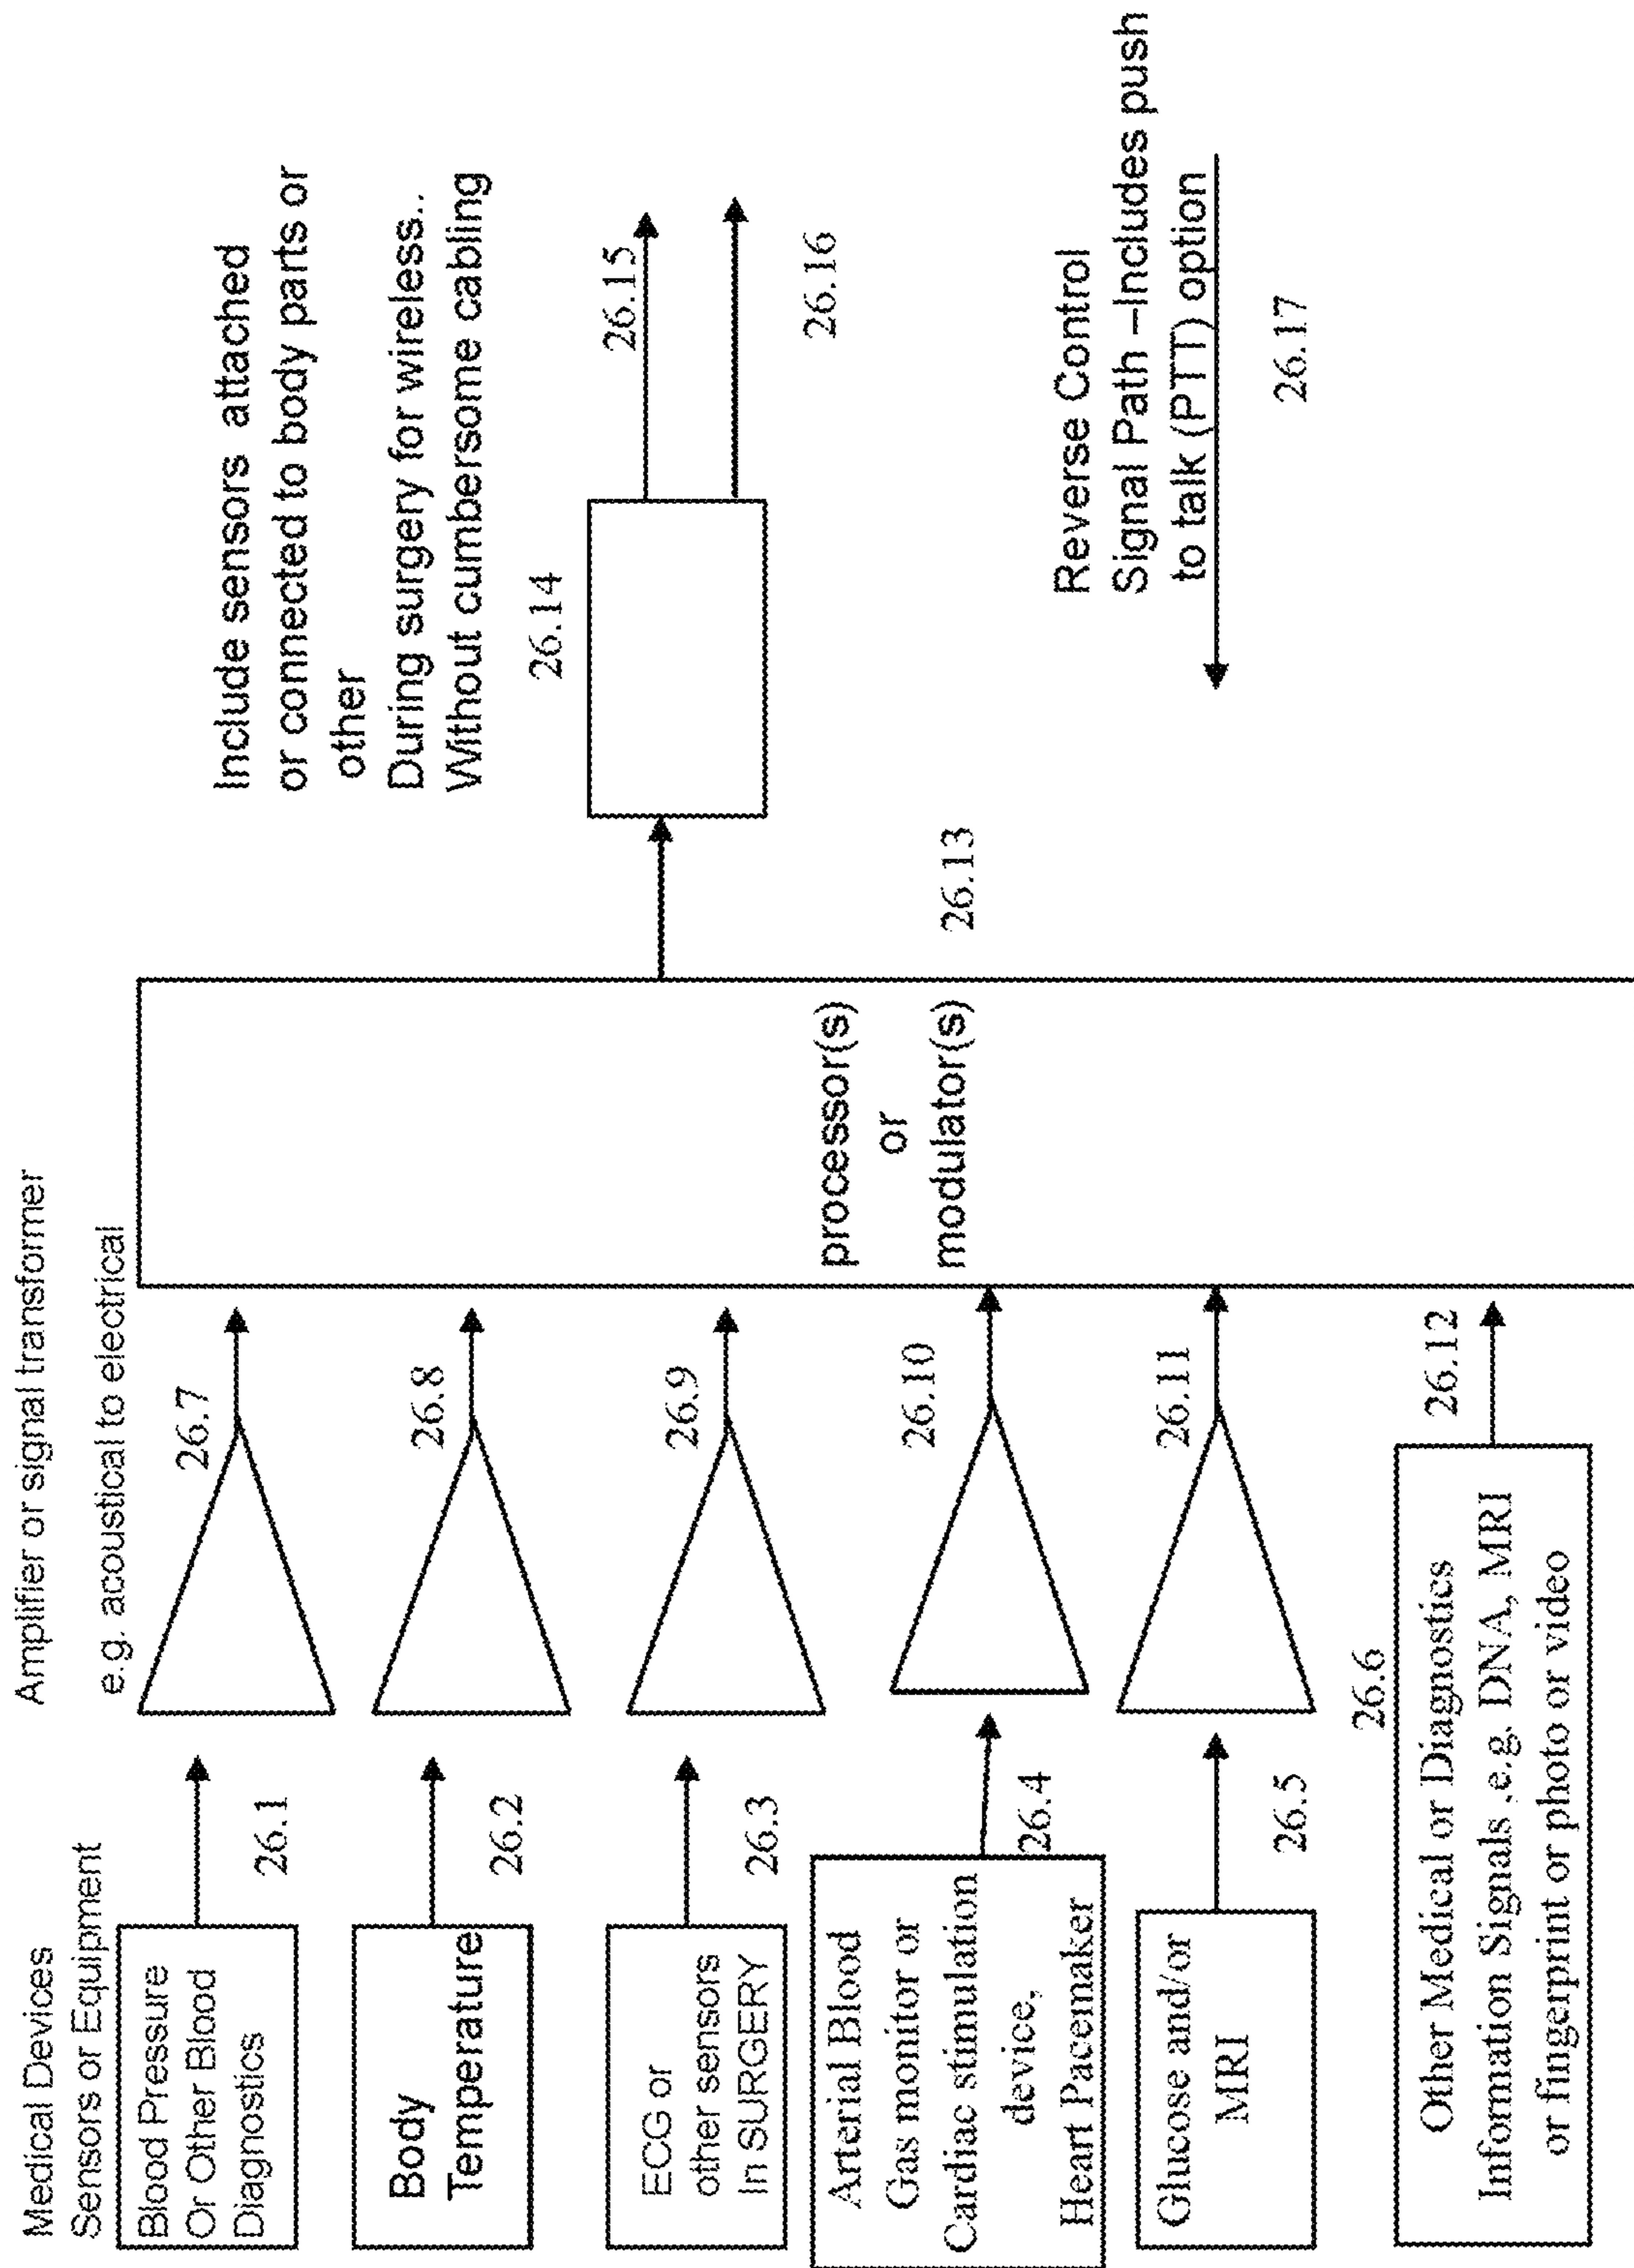 Medical Devices
Sensors or Equipment
Amplifier or signal transformer
e.g. acoustical to electrical
Blood Pressure
Or Other Blood
Diagnostics
26.1
26.7
Body
Temperature
26.2
26.8
ECG or
other sensors
In SURGERY
26.3
26.9
Arterial Blood
Gas monitor or
Cardiac stimulation
device,
Heart Pacemaker
26.4
26.10
Glucose and/or
MRI
26.5
26.11
26.6
Other Medical or Diagnostics
Information Signals ,e.g. DNA, MRI
or fingerprint or photo or video
26.12
processor(s)
or
modulator(s)
26.13
Include sensors attached
or connected to body parts or
other
During surgery for wireless..
Without cumbersome cabling
26.14
26.15
26.16
Reverse Control
Signal Path –Includes push
to talk (PTT) option
26.17